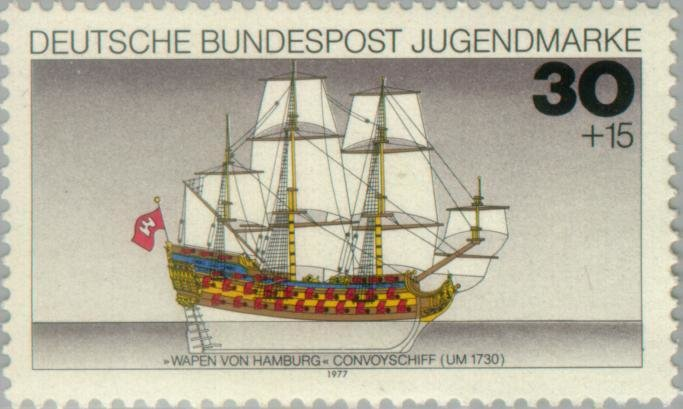 DEUTSCHE BUNDESPOST JUGENDMARKE
30
+15
»WAPEN VON HAMBURG« CONVOYSCHIFF (UM 1730)
1977